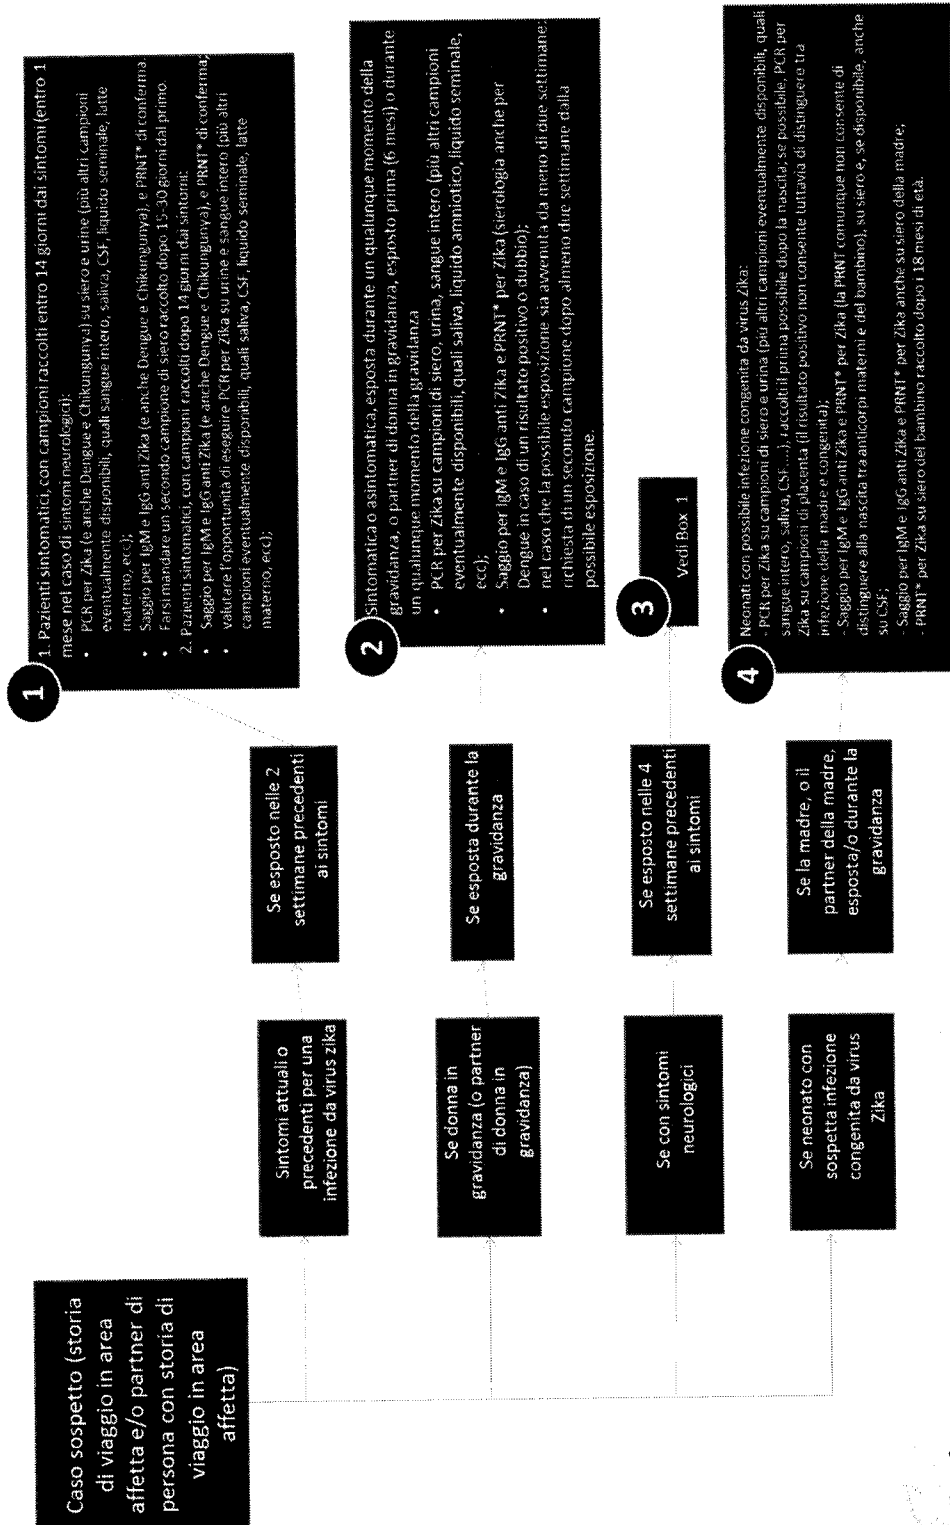 Caso sospetto (storia
di viaggio in area
affetta e/o partner di
persona con storia di
viaggio in area
affetta)
Sintomi attuali o
precedenti per una
infezione da virus zika
Se esposto nelle 2
settimane precedenti
ai sintomi
1
1. Pazienti sintomatici, con campioni raccolti entro 14 giorni dai sintomi (entro 1
mese nel caso di sintomi neurologici):
• PCR per Zika (e anche Dengue e Chikunguny) su siero e urine (più altri campioni
eventualmente disponibili, quali sangue intero, saliva, CSF, liquido seminale, latte
materno, ecc);
• Saggio per IgM e IgG anti Zika (e anche Dengue e Chikungunya), e PRNT* di conferma.
• Farsi mandare un secondo campione di siero raccolto dopo 15-30 giorni dal primo.
2. Pazienti sintomatici, con campioni raccolti dopo 14 giorni dai sintomi:
• Saggio per IgM e IgG anti Zika (e anche Dengue e Chikungunya), e PRNT* di conferma;
• valutare l'opportunità di eseguire PCR per Zika su urine e sangue intero (più altri
campioni eventualmente disponibili, quali saliva, CSF, liquido seminale, latte
materno, ecc);
Se donna in
gravidanza (o partner
di donna in
gravidanza)
Se esposta durante la
gravidanza
2
Sintomatica o asintomatica, esposta durante un qualunque momento della
gravidanza, o partner di donna in gravidanza, esposto prima (6 mesi) o durante
un qualunque momento della gravidanza
• PCR per Zika su campioni di siero, urina, sangue intero (più altri campioni
eventualmente disponibili, quali saliva, liquido amniotico, liquido seminale,
ecc);
• Saggio per IgM e IgG anti Zika e PRNT* per Zika (sierologia anche per
Dengue in caso di un risultato positivo o dubbio);
• nel caso che la possibile esposizione sia avvenuta da meno di due settimane:
richiesta di un secondo campione dopo almeno due settimane dalla
possibile esposizione.
Se con sintomi
neurologici
Se esposto nelle 4
settimane precedenti
ai sintomi
3
Vedi Box 1
Se neonato con
sospetta infezione
congenita da virus
Zika
Se la madre, o il
partner della madre,
esposta/o durante la
gravidanza
4
Neonati con possibile infezione congenita da virus Zika:
- PCR per Zika su campioni di siero e urina (più altri campioni eventualmente disponibili, quali
sangue intero, saliva, CSF, ...), raccolti il prima possibile dopo la nascita se possibile, PCR per
Zika su campioni di placenta (il risultato positivo non consente tuttavia di distinguere tra
infezione della madre e congenita);
- Saggio per IgM e IgG anti Zika e PRNT* per Zika (la PRNT comunque non consente di
distinguere alla nascita tra anticorpi materni e del bambino), su siero e, se disponibile, anche
su CSF;
- Saggio per IgM e IgG anti Zika e PRNT* per Zika anche su siero della madre;
- PRNT* per Zika su siero del bambino raccolto dopo i 18 mesi di età.